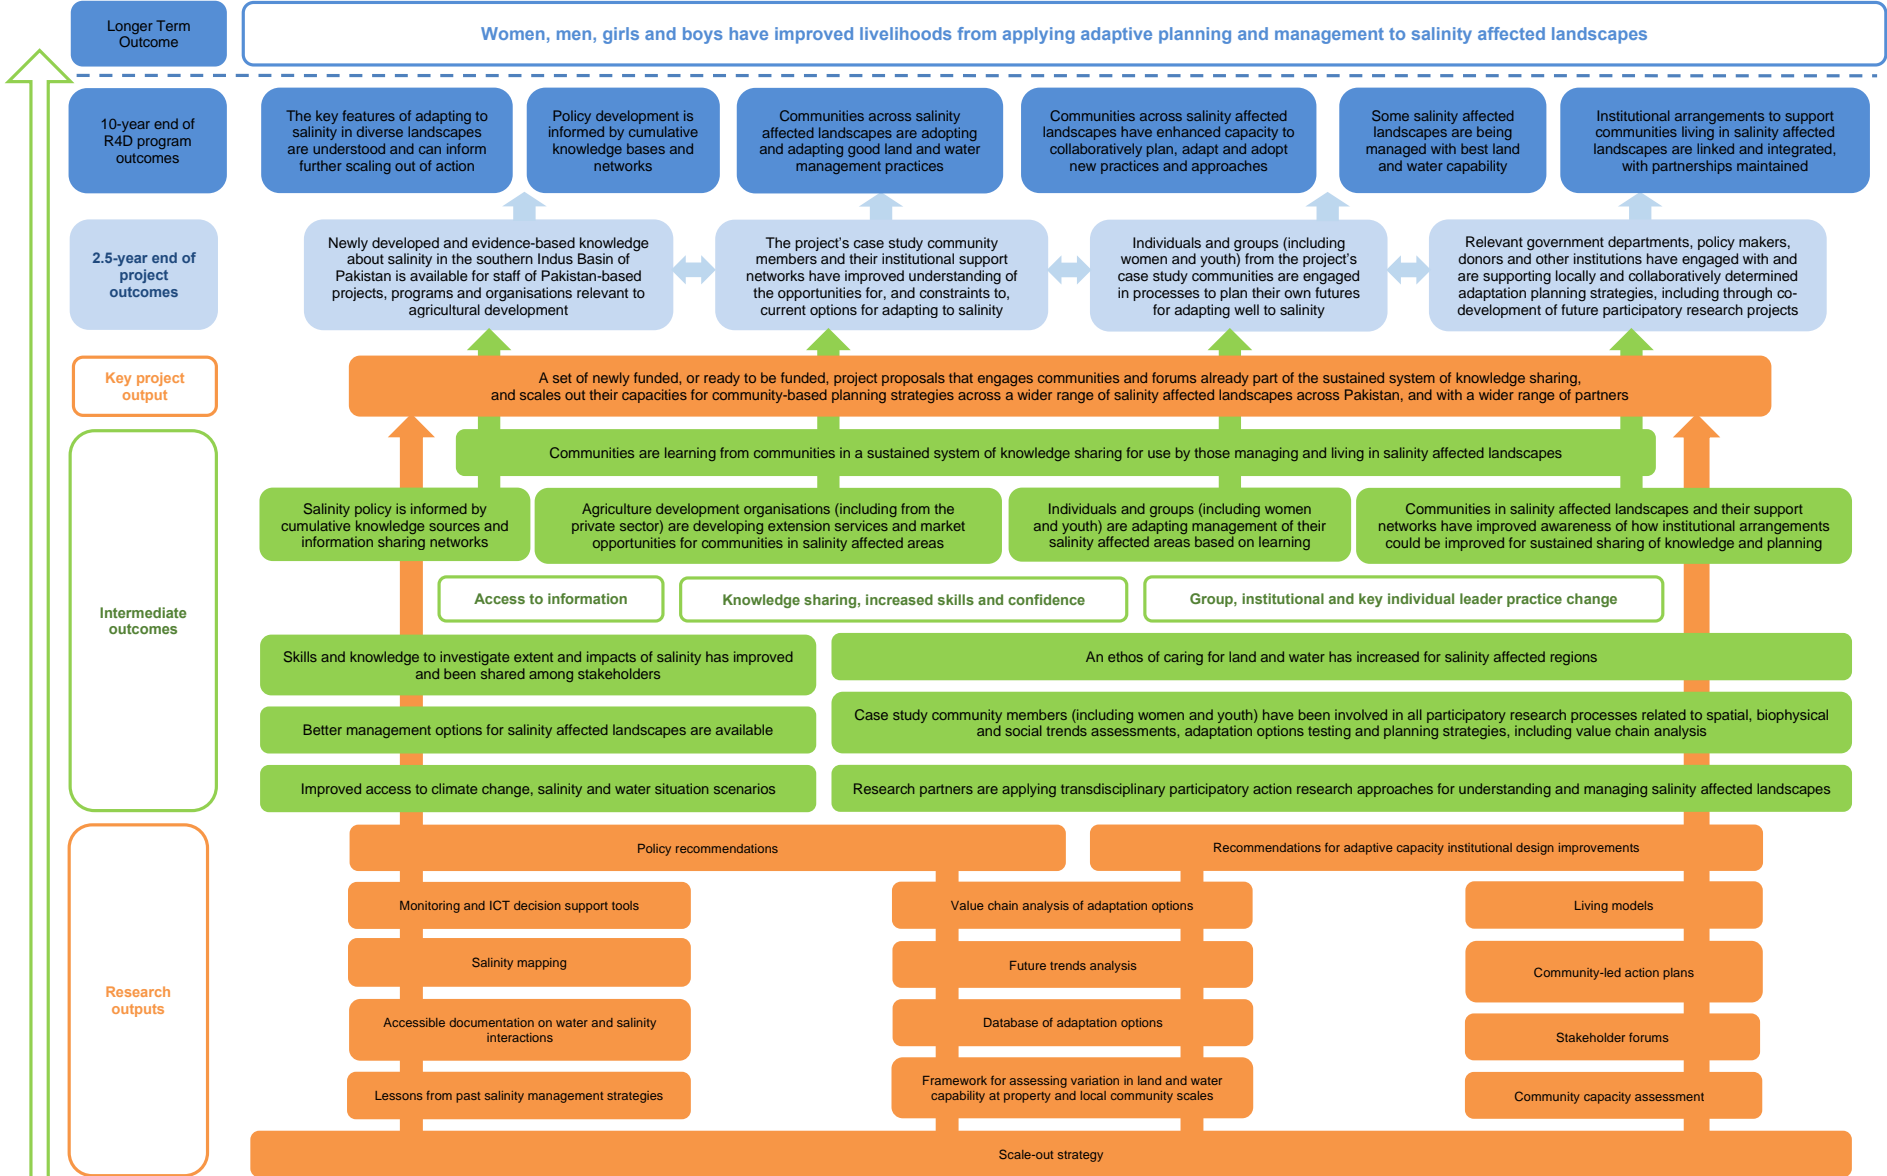 Longer Term
Outcome
Women, men, girls and boys have improved livelihoods from applying adaptive planning and management to salinity affected landscapes
10-year end of
R4D program
outcomes
The key features of adapting to
salinity in diverse landscapes
are understood and can inform
further scaling out of action
Policy development is
informed by cumulative
knowledge bases and
networks
Communities across salinity
affected landscapes are adopting
and adapting good land and water
management practices
Communities across salinity affected
landscapes have enhanced capacity to
collaboratively plan, adapt and adopt
new practices and approaches
Some salinity affected
landscapes are being
managed with best land
and water capability
Institutional arrangements to support
communities living in salinity affected
landscapes are linked and integrated,
with partnerships maintained
2.5-year end of
project
outcomes
Newly developed and evidence-based knowledge
about salinity in the southern Indus Basin of
Pakistan is available for staff of Pakistan-based
projects, programs and organisations relevant to
agricultural development
The project's case study community
members and their institutional support
networks have improved understanding of
the opportunities for, and constraints to,
current options for adapting to salinity
Individuals and groups (including
women and youth) from the project's
case study communities are engaged
in processes to plan their own futures
for adapting well to salinity
Relevant government departments, policy makers,
donors and other institutions have engaged with and
are supporting locally and collaboratively determined
adaptation planning strategies, including through co-
development of future participatory research projects
Key project
output
A set of newly funded, or ready to be funded, project proposals that engages communities and forums already part of the sustained system of knowledge sharing,
and scales out their capacities for community-based planning strategies across a wider range of salinity affected landscapes across Pakistan, and with a wider range of partners
Intermediate
outcomes
Communities are learning from communities in a sustained system of knowledge sharing for use by those managing and living in salinity affected landscapes
Salinity policy is informed by
cumulative knowledge sources and
information sharing networks
Agriculture development organisations (including from the
private sector) are developing extension services and market
opportunities for communities in salinity affected areas
Individuals and groups (including women
and youth) are adapting management of their
salinity affected areas based on learning
Communities in salinity affected landscapes and their support
networks have improved awareness of how institutional arrangements
could be improved for sustained sharing of knowledge and planning
Access to information
Knowledge sharing, increased skills and confidence
Group, institutional and key individual leader practice change
Skills and knowledge to investigate extent and impacts of salinity has improved
and been shared among stakeholders
An ethos of caring for land and water has increased for salinity affected regions
Better management options for salinity affected landscapes are available
Case study community members (including women and youth) have been involved in all participatory research processes related to spatial, biophysical
and social trends assessments, adaptation options testing and planning strategies, including value chain analysis
Improved access to climate change, salinity and water situation scenarios
Research partners are applying transdisciplinary participatory action research approaches for understanding and managing salinity affected landscapes
Research
outputs
Policy recommendations
Recommendations for adaptive capacity institutional design improvements
Monitoring and ICT decision support tools
Value chain analysis of adaptation options
Living models
Salinity mapping
Future trends analysis
Community-led action plans
Accessible documentation on water and salinity
interactions
Database of adaptation options
Stakeholder forums
Lessons from past salinity management strategies
Framework for assessing variation in land and water
capability at property and local community scales
Community capacity assessment
Scale-out strategy